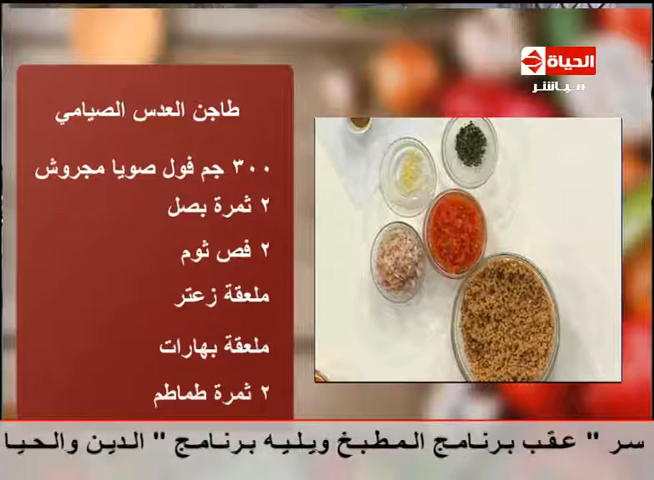 الحياة
مباشر
طاجن العدس الصيامي
٣٠٠ جم فول صويا مجروش
٢ ثمرة بصل
٢ فص ثوم
ملعقة زعتر
ملعقة بهارات
٢ ثمرة طماطم
سر " عقب برنامج المطبخ ويليه برنامج " الدين والحيا